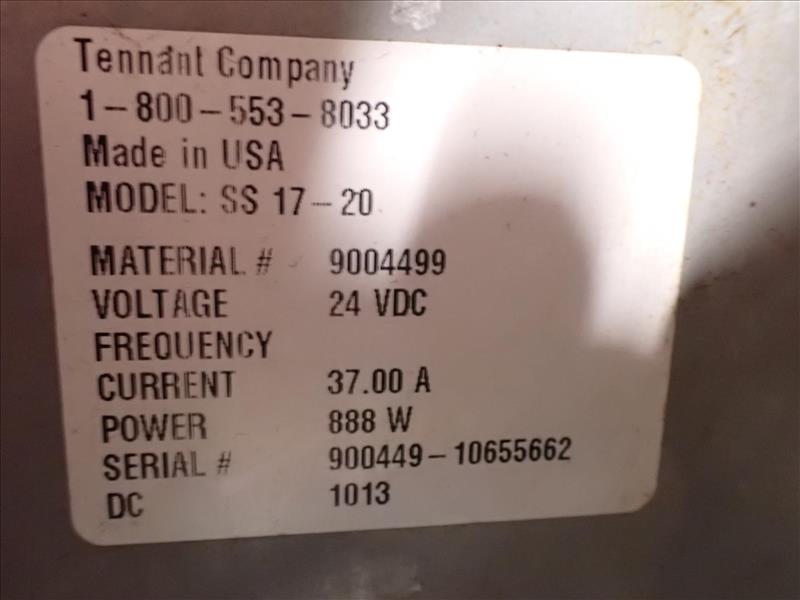 Tennant Company
1-800-553-8033
Made in USA
MODEL: SS 17-20
MATERIAL # 9004499
VOLTAGE 24 VDC
FREQUENCY
CURRENT 37.00 A
POWER 888 W
SERIAL # 900449-10655662
DC 1013